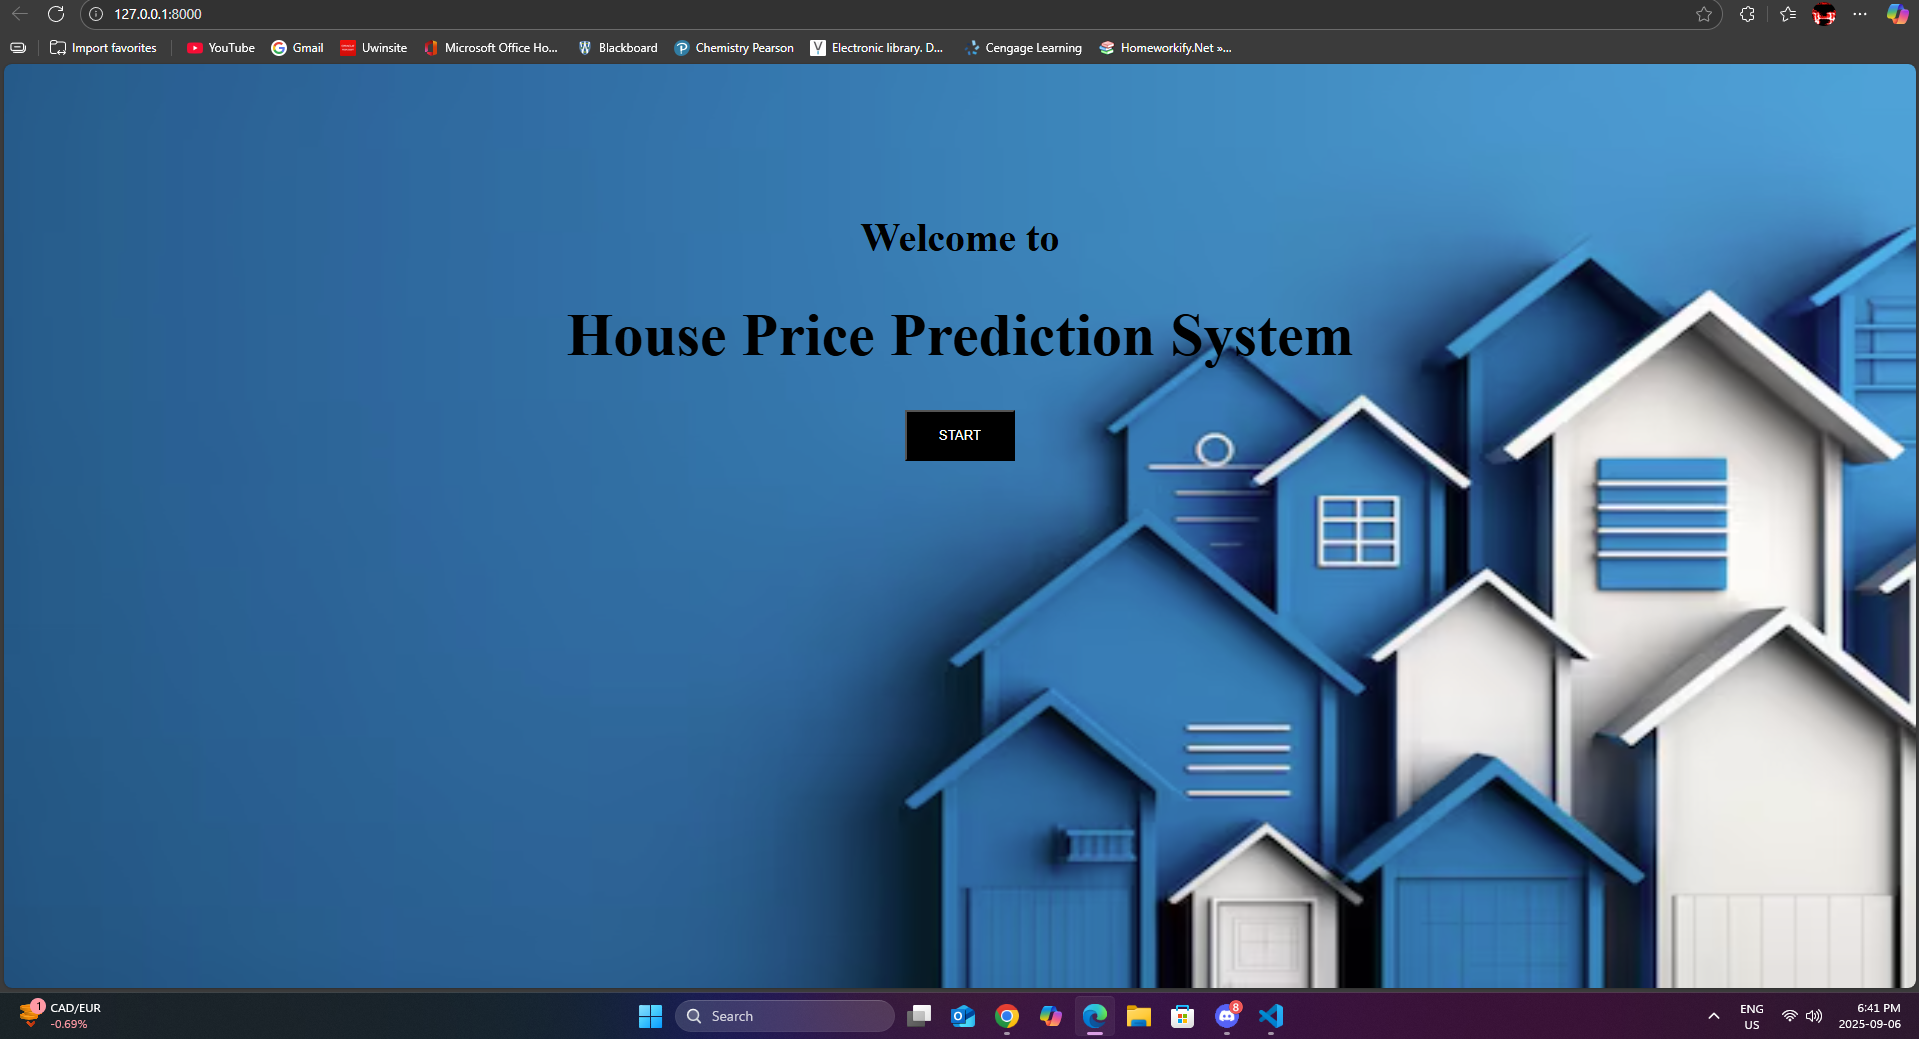 127.0.0.1:8000
Import favorites YouTube Gmail Uwinsite Microsoft Office Ho... Blackboard Chemistry Pearson Electronic library. D... Cengage Learning Homeworkify.Net »...
Welcome to
House Price Prediction System
START
1 CAD/EUR
-0.69%
Search
8
ENG
US
6:41 PM
2025-09-06